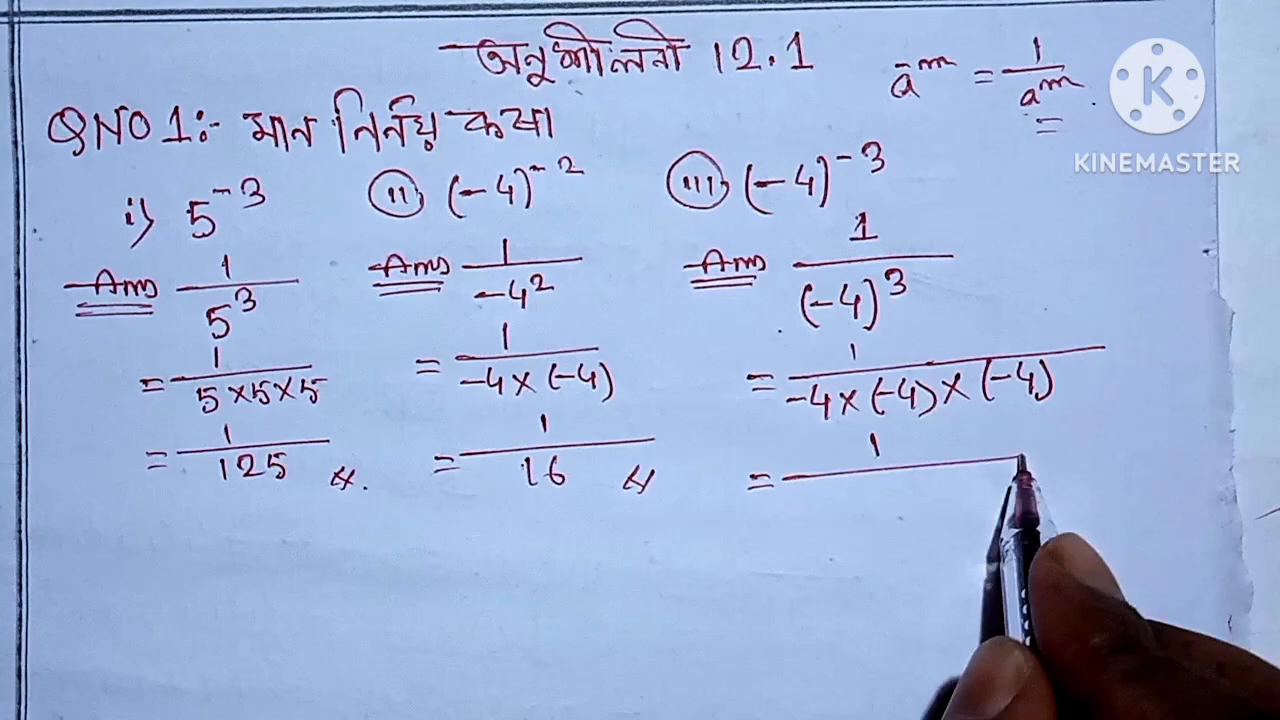 অনুশীলনী 12.1
a⁻ᵐ = 1/aᵐ
KINEMASTER
QNO 1:- মান নিৰ্নয় কৰা
i) 5⁻³ (ii) (-4)⁻² (iii) (-4)⁻³
Ans 1/5³ Ans 1/-4² Ans 1/(-4)³
= 1/5×5×5 = 1/-4×(-4) = 1/-4×(-4)×(-4)
= 1/125 = 1/16 = 1/